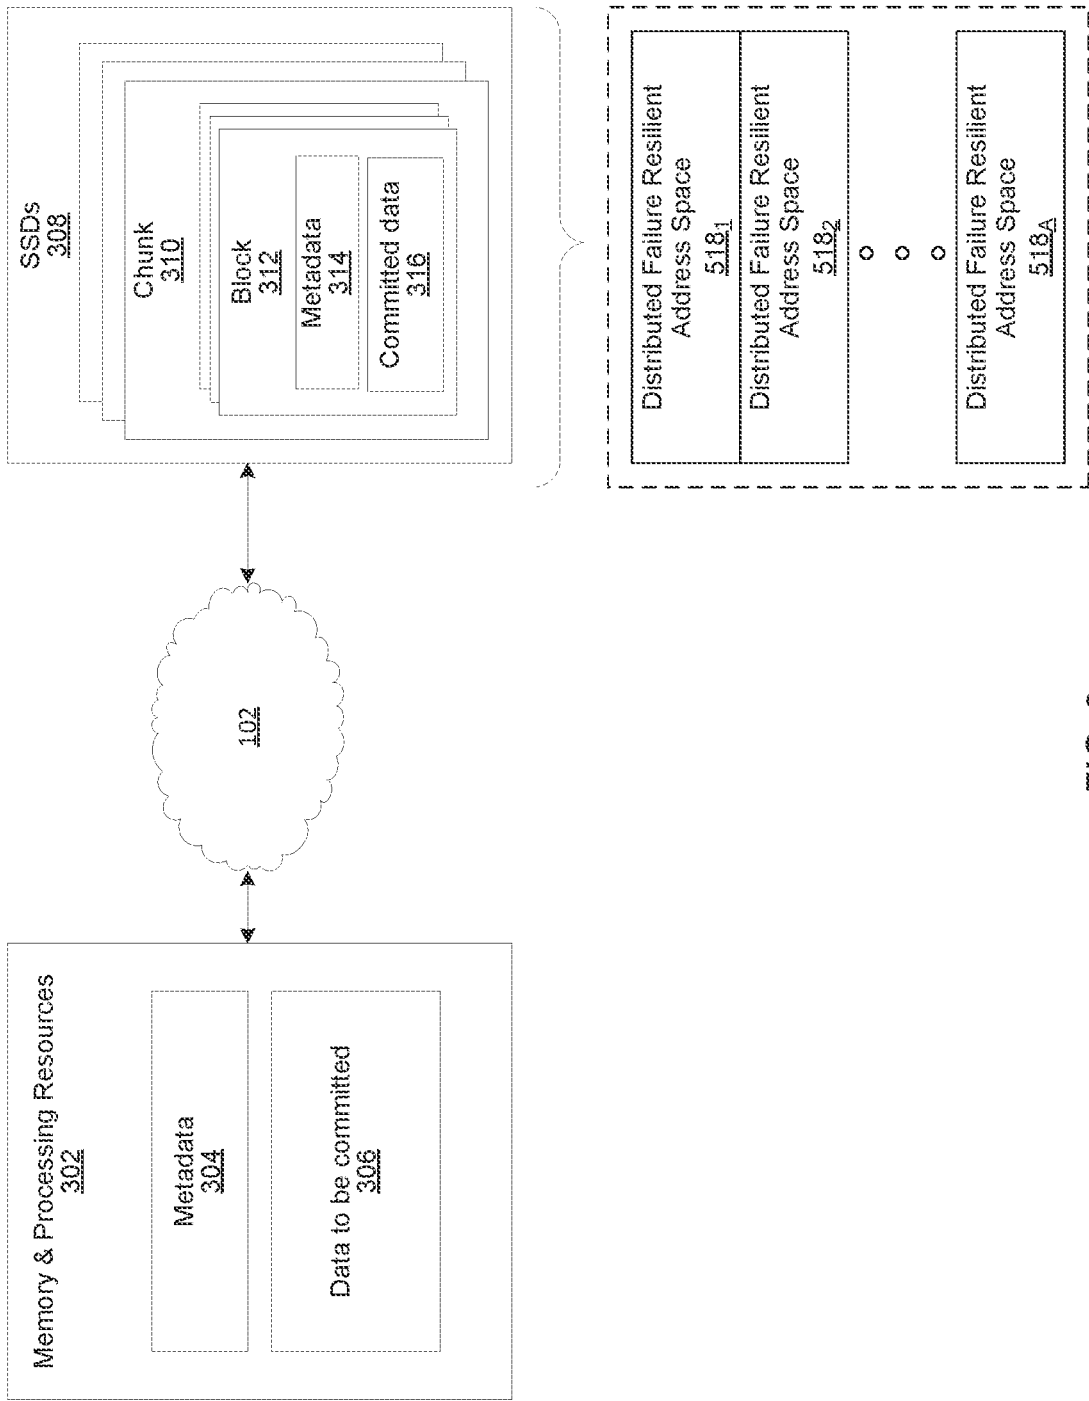 Memory & Processing Resources
302
Metadata
304
Data to be committed
306
102
SSDs
308
Chunk
310
Block
312
Metadata
314
Committed data
316
Distributed Failure Resilient
Address Space
518₁
Distributed Failure Resilient
Address Space
518₂
Distributed Failure Resilient
Address Space
518A